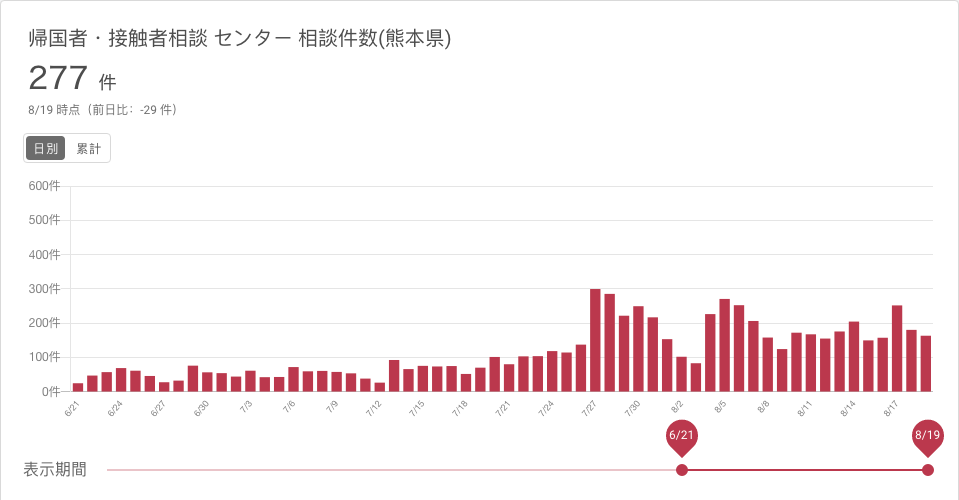 帰国者・接触者相談 センター 相談件数(熊本県)
277 件
8/19 時点（前日比：-29 件）
日別 累計
600件
500件
400件
300件
200件
100件
0件
6/21 6/24 6/27 6/30 7/3 7/6 7/9 7/12 7/15 7/18 7/21 7/24 7/27 7/30 8/2 8/5 8/8 8/11 8/14 8/17
6/21 8/19
表示期間